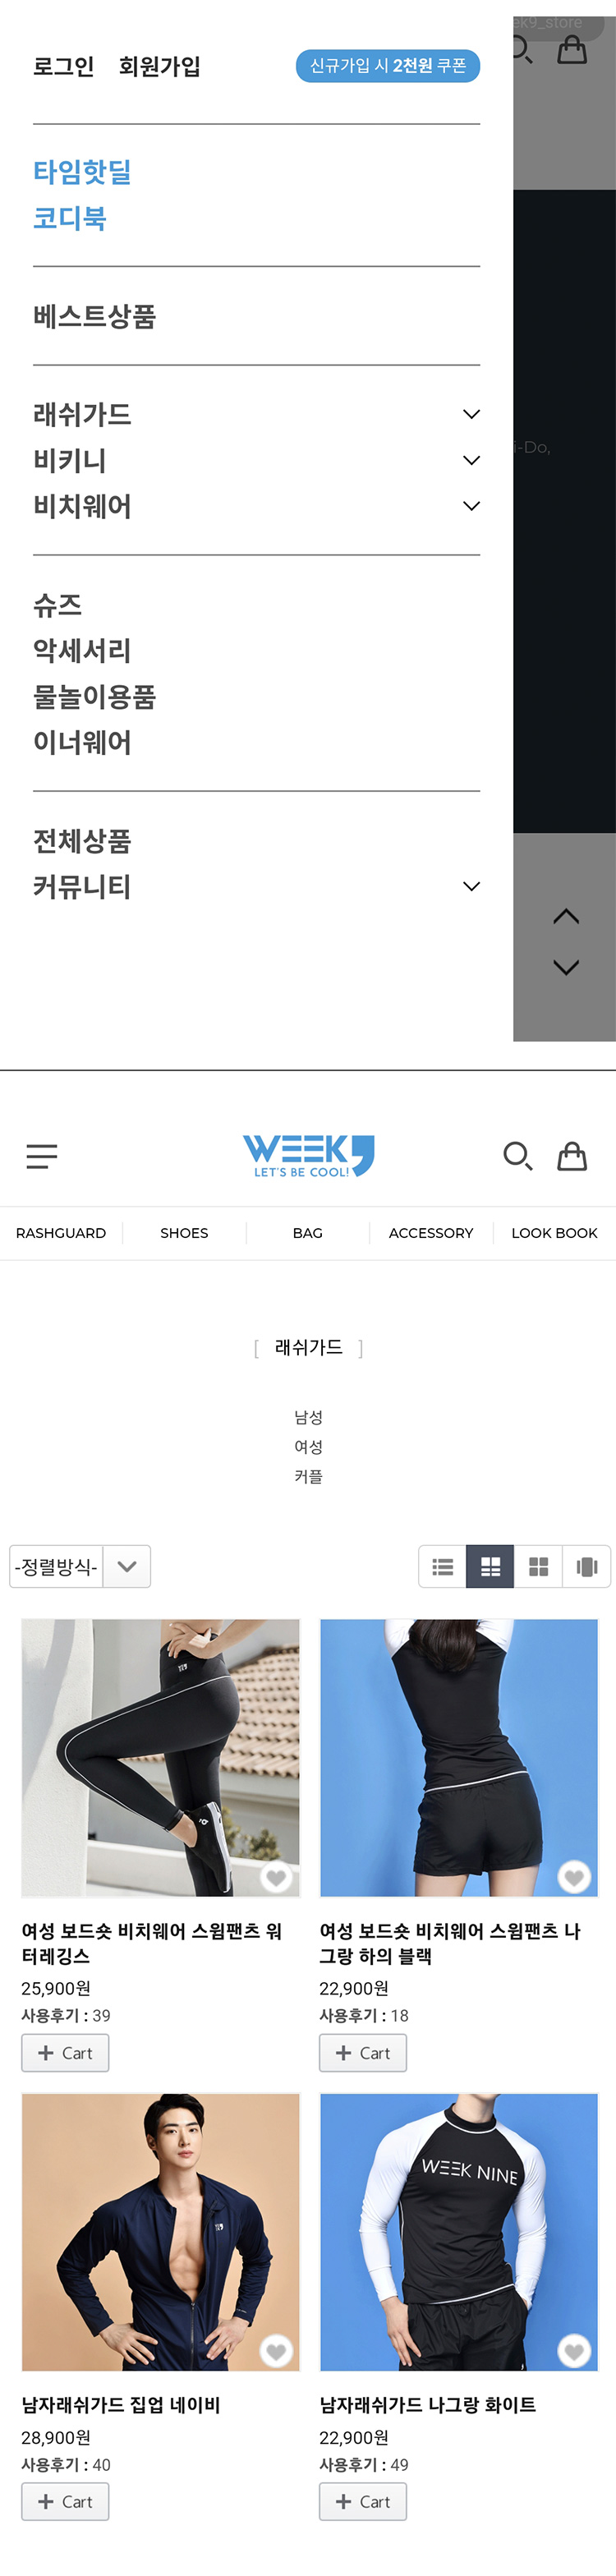 ek9_store
로그인 회원가입 신규가입 시 2천원 쿠폰
타임핫딜
코디북
베스트상품
래쉬가드
i-Do,
비키니
비치웨어
슈즈
악세서리
물놀이용품
이너웨어
전체상품
커뮤니티
WEEK9
LET'S BE COOL!
RASHGUARD SHOES BAG ACCESSORY LOOK BOOK
[ 래쉬가드 ]
남성
여성
커플
-정렬방식-
여성 보드숏 비치웨어 스윔팬츠 워
터레깅스
25,900원
사용후기 : 39
+ Cart
여성 보드숏 비치웨어 스윔팬츠 나
그랑 하의 블랙
22,900원
사용후기 : 18
+ Cart
WEEK NINE
남자래쉬가드 집업 네이비
28,900원
사용후기 : 40
+ Cart
남자래쉬가드 나그랑 화이트
22,900원
사용후기 : 49
+ Cart